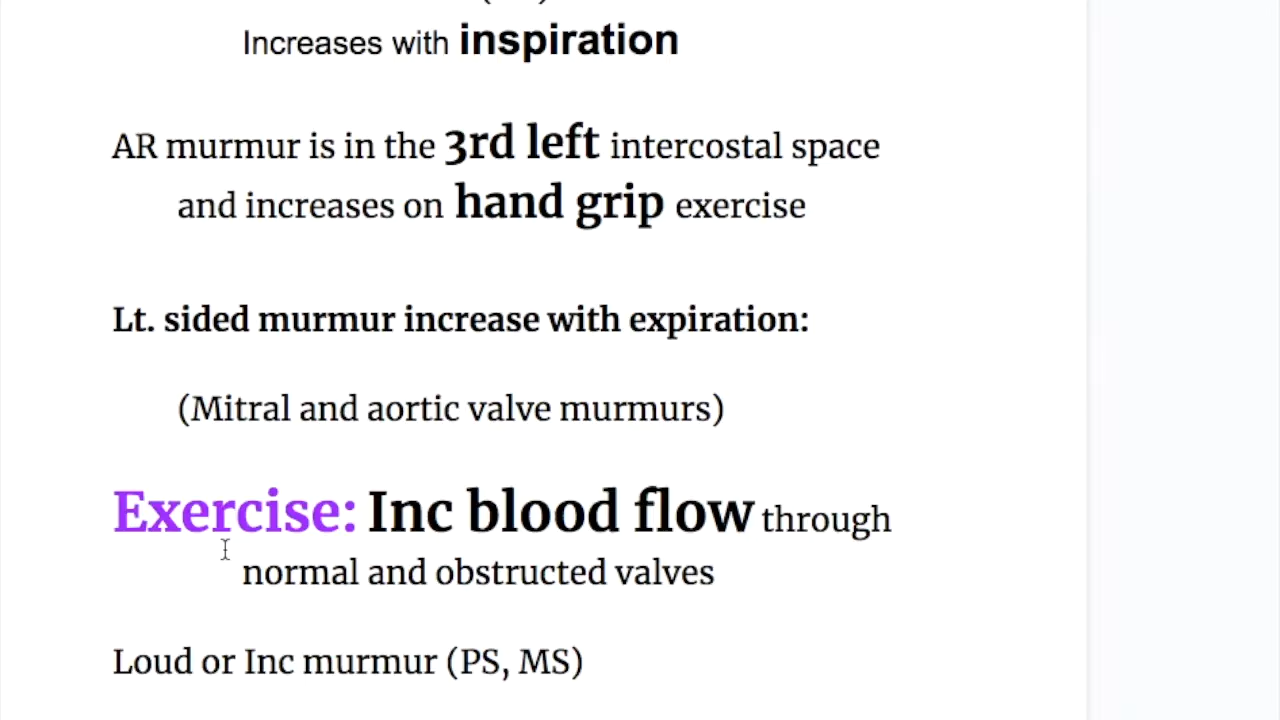 Increases with inspiration
AR murmur is in the 3rd left intercostal space
and increases on hand grip exercise
Lt. sided murmur increase with expiration:
(Mitral and aortic valve murmurs)
Exercise: Inc blood flow through
normal and obstructed valves
Loud or Inc murmur (PS, MS)